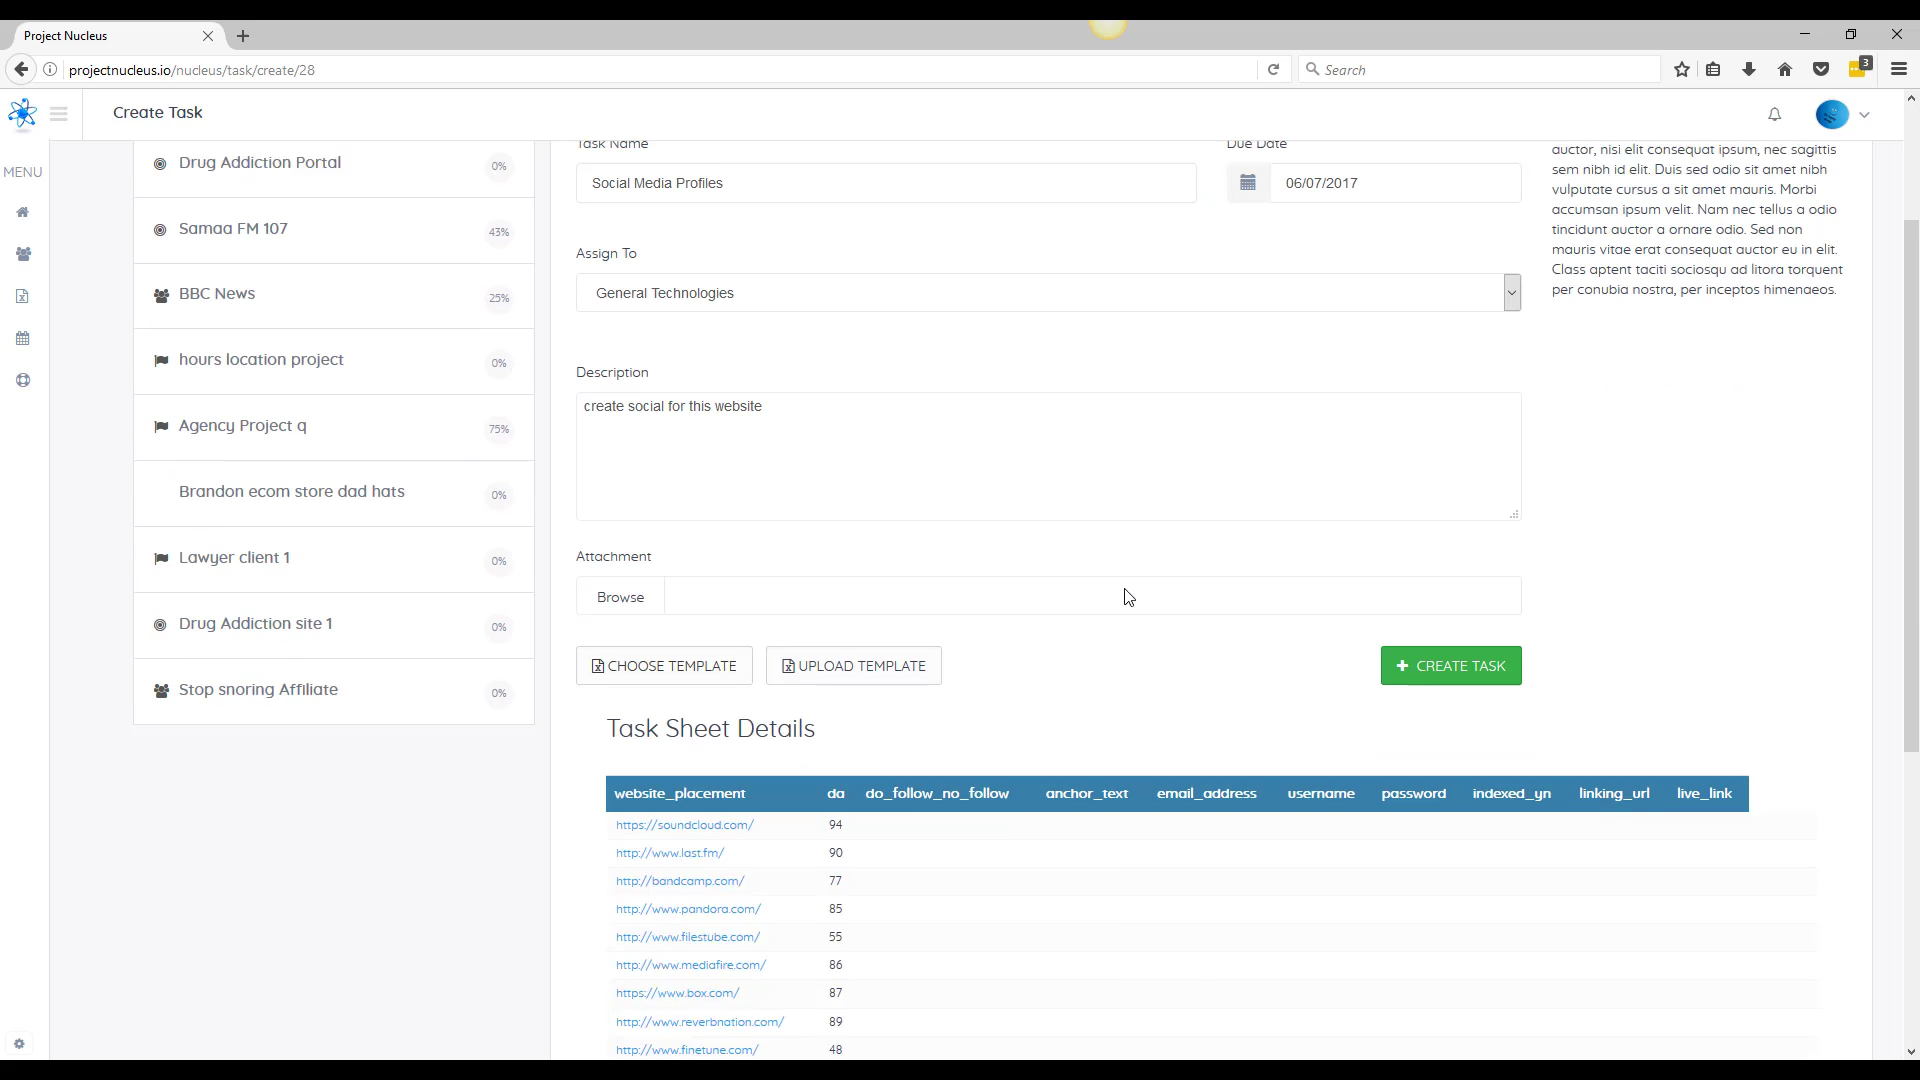 Project Nucleus
projectnucleus.io/nucleus/task/create/28
Search
3
Create Task
MENU
Drug Addiction Portal 0%
Samaa FM 107 43%
BBC News 25%
hours location project 0%
Agency Project q 75%
Brandon ecom store dad hats 0%
Lawyer client 1 0%
Drug Addiction site 1 0%
Stop snoring Affiliate 0%
Task Name
Social Media Profiles
Due Date
06/07/2017
Assign To
General Technologies
Description
create social for this website
Attachment
Browse
CHOOSE TEMPLATE
UPLOAD TEMPLATE
CREATE TASK
auctor, nisi elit consequat ipsum, nec sagittis
sem nibh id elit. Duis sed odio sit amet nibh
vulputate cursus a sit amet mauris. Morbi
accumsan ipsum velit. Nam nec tellus a odio
tincidunt auctor a ornare odio. Sed non
mauris vitae erat consequat auctor eu in elit.
Class aptent taciti sociosqu ad litora torquent
per conubia nostra, per inceptos himenaeos.
Task Sheet Details
website_placement da do_follow_no_follow anchor_text email_address username password indexed_yn linking_url live_link
https://soundcloud.com/ 94
http://www.last.fm/ 90
http://bandcamp.com/ 77
http://www.pandora.com/ 85
http://www.filestube.com/ 55
http://www.mediafire.com/ 86
https://www.box.com/ 87
http://www.reverbnation.com/ 89
http://www.finetune.com/ 48